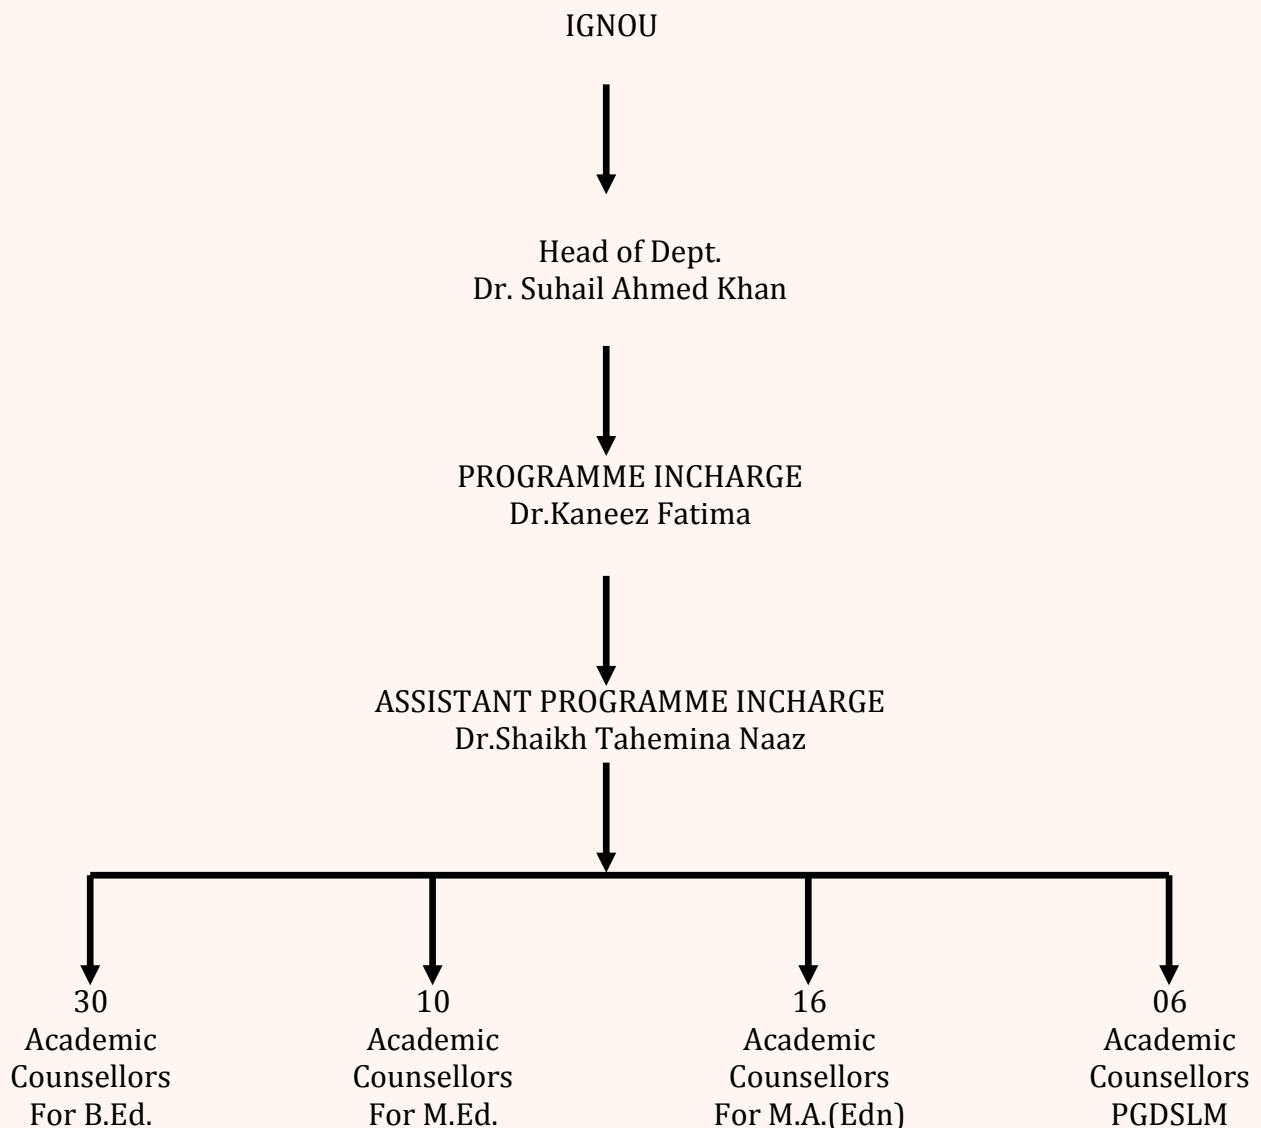 IGNOU
Head of Dept.
Dr. Suhail Ahmed Khan
PROGRAMME INCHARGE
Dr.Kaneez Fatima
ASSISTANT PROGRAMME INCHARGE
Dr.Shaikh Tahemina Naaz
30
Academic
Counsellors
For B.Ed.
10
Academic
Counsellors
For M.Ed.
16
Academic
Counsellors
For M.A.(Edn)
06
Academic
Counsellors
PGDSLM